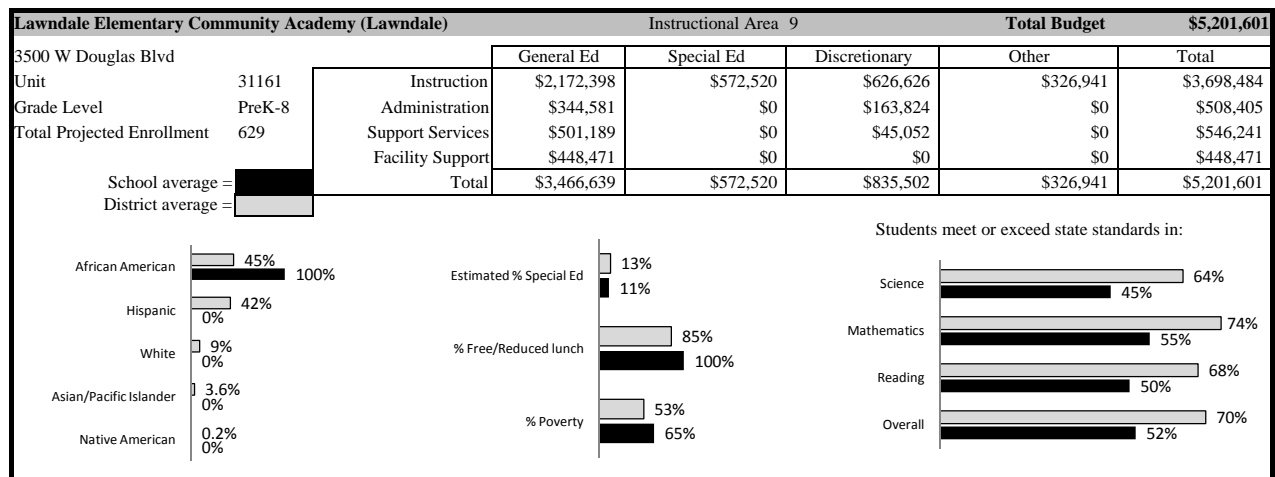 Lawndale Elementary Community Academy (Lawndale) Instructional Area 9 Total Budget $5,201,601
3500 W Douglas Blvd General Ed Special Ed Discretionary Other Total
Unit 31161 Instruction $2,172,398 $572,520 $626,626 $326,941 $3,698,484
Grade Level PreK-8 Administration $344,581 $0 $163,824 $0 $508,405
Total Projected Enrollment 629 Support Services $501,189 $0 $45,052 $0 $546,241
Facility Support $448,471 $0 $0 $0 $448,471
School average = Total $3,466,639 $572,520 $835,502 $326,941 $5,201,601
District average =
African American 45%
100%
Hispanic 42%
0%
White 9%
0%
Asian/Pacific Islander 3.6%
0%
Native American 0.2%
0%
Estimated % Special Ed 13%
11%
% Free/Reduced lunch 85%
100%
% Poverty 53%
65%
Students meet or exceed state standards in:
Science 64%
45%
Mathematics 74%
55%
Reading 68%
50%
Overall 70%
52%